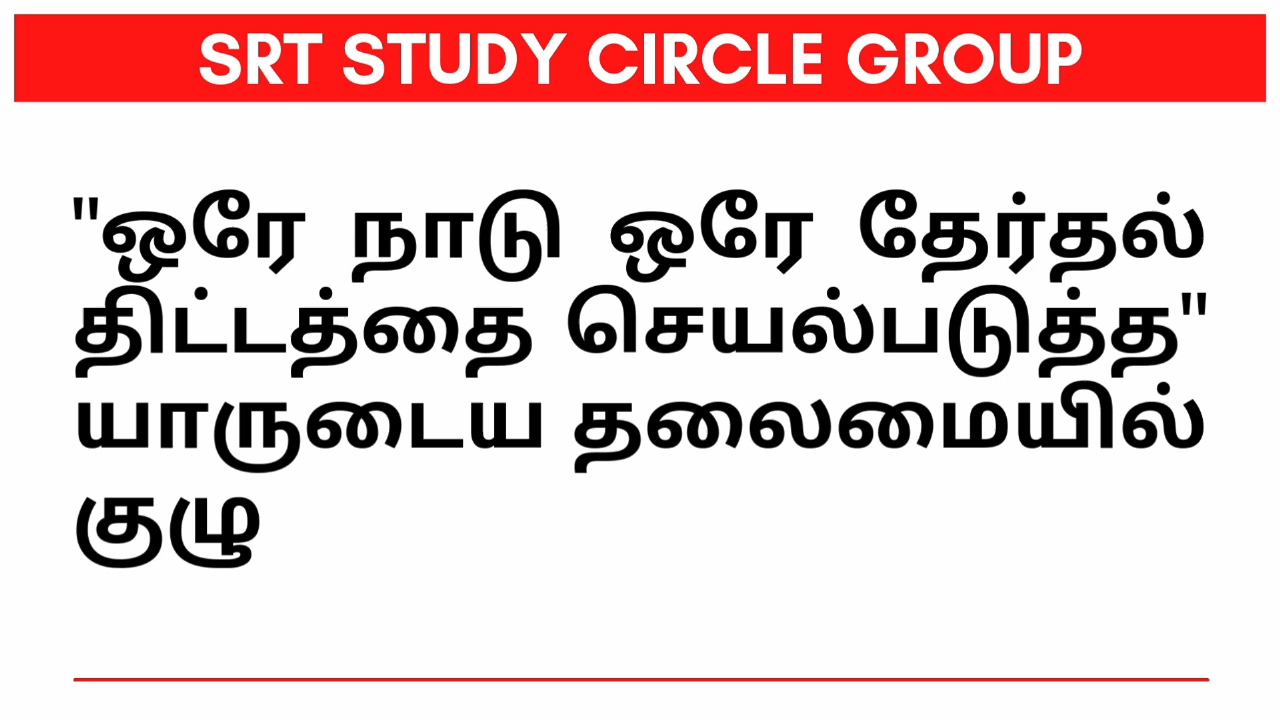 SRT STUDY CIRCLE GROUP
"ஒரே நாடு ஒரே தேர்தல்
திட்டத்தை செயல்படுத்த"
யாருடைய தலைமையில்
குழு